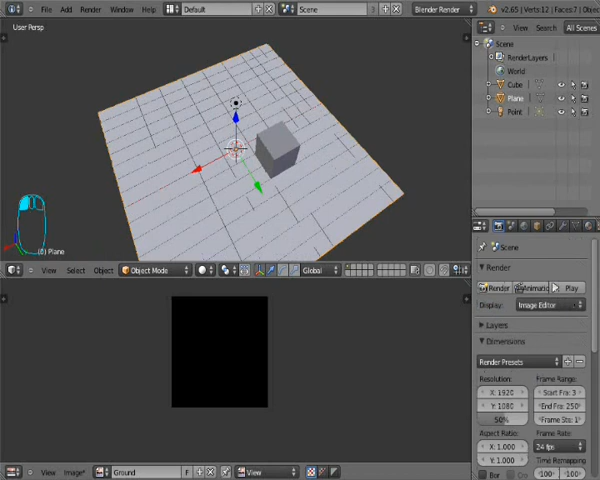 File Add Render Window Help Default Scene Blender Render v2.65 | Verts:12 | Faces:7 | Objec
User Persp
View Search All Scenes
Scene
RenderLayers
World
Cube
Plane
Point
(0) Plane
View Select Object Object Mode Global
Scene
Render
Render Animatio Play
Display: Image Editor
Layers
Dimensions
Render Presets
Resolution: Frame Range:
X: 1920 Start Fra: 3
Y: 1080 End Fra: 250
50% Frame Ste: 1
Aspect Ratio: Frame Rate:
X: 1.000 24 fps
Y: 1.000 Time Remapping
Bor Cro 100 100
View Image* Ground F View